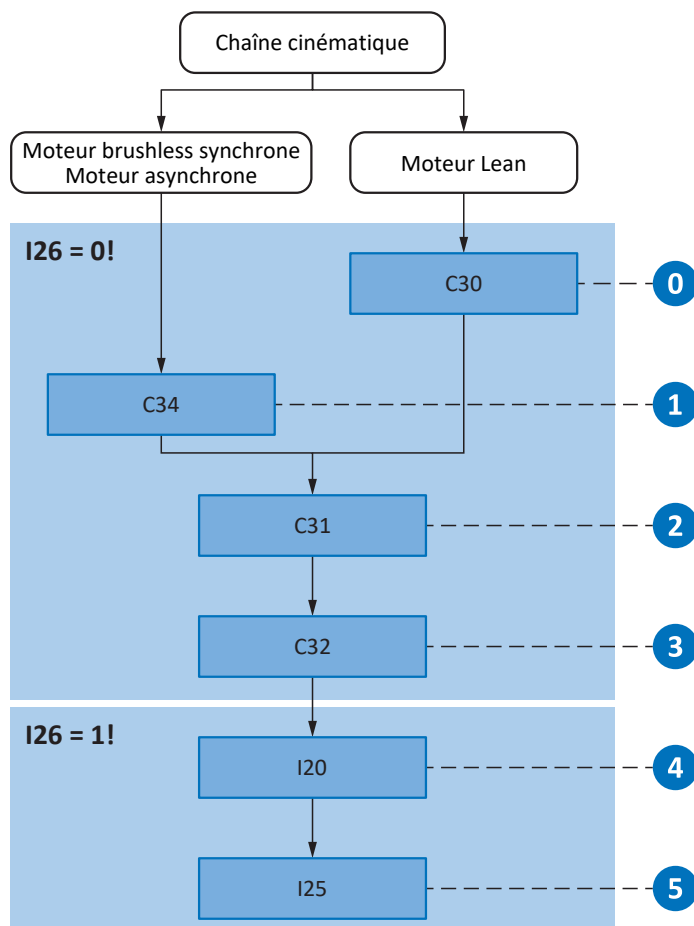 Chaîne cinématique
Moteur brushless synchrone
Moteur asynchrone
Moteur Lean
I26 = 0!
C30
0
C34
1
C31
2
C32
3
I26 = 1!
I20
4
I25
5